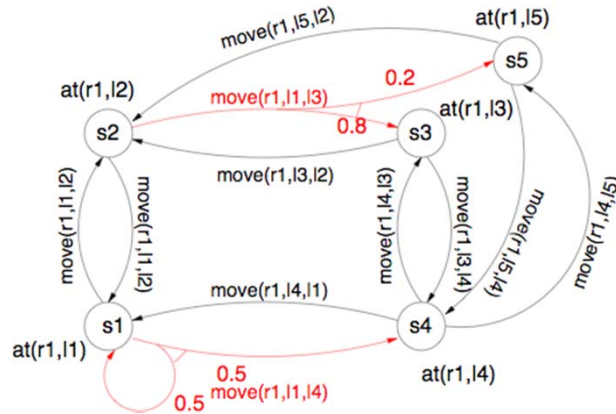 at(r1,l5)
move(r1,l5,l2)
s5
at(r1,l2)
0.2
move(r1,l1,l3)
at(r1,l3)
s2
0.8
s3
move(r1,l3,l2)
move(r1,l1,l2)
move(r1,l1,l2)
move(r1,l4,l3)
move(r1,l3,l4)
move(r1,l5,l4)
move(r1,l4,l5)
move(r1,l4,l1)
s1
s4
at(r1,l1)
0.5
at(r1,l4)
0.5
move(r1,l1,l4)